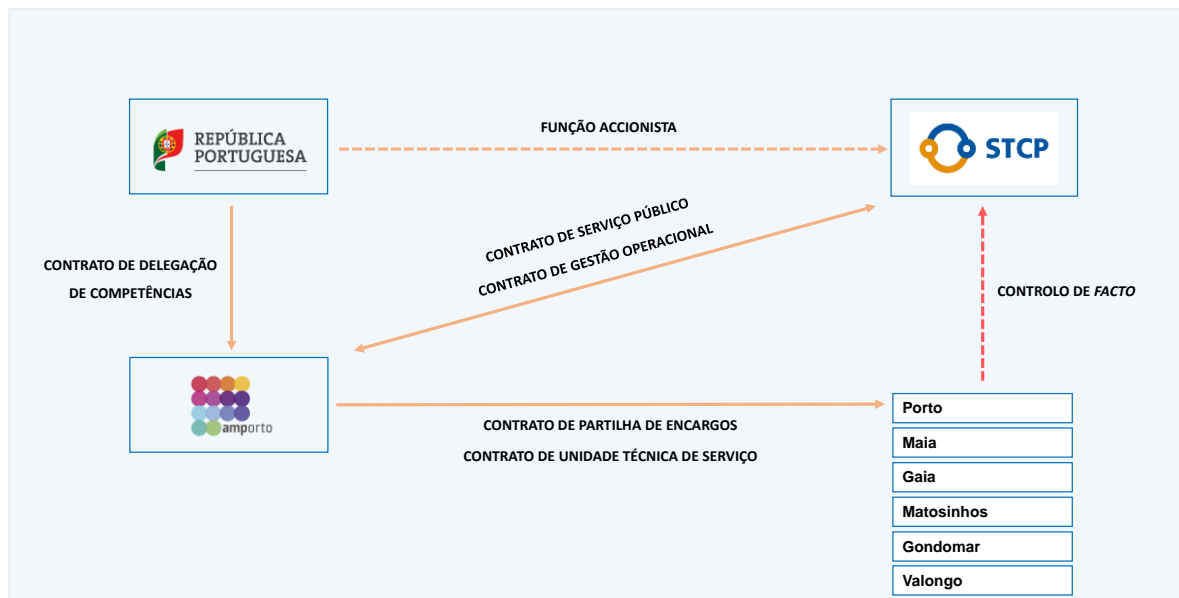 REPÚBLICA
PORTUGUESA
FUNÇÃO ACCIONISTA
STCP
CONTRATO DE SERVIÇO PÚBLICO
CONTRATO DE GESTÃO OPERACIONAL
CONTRATO DE DELEGAÇÃO
DE COMPETÊNCIAS
CONTROLO DE FACTO
amporto
CONTRATO DE PARTILHA DE ENCARGOS
CONTRATO DE UNIDADE TÉCNICA DE SERVIÇO
Porto
Maia
Gaia
Matosinhos
Gondomar
Valongo